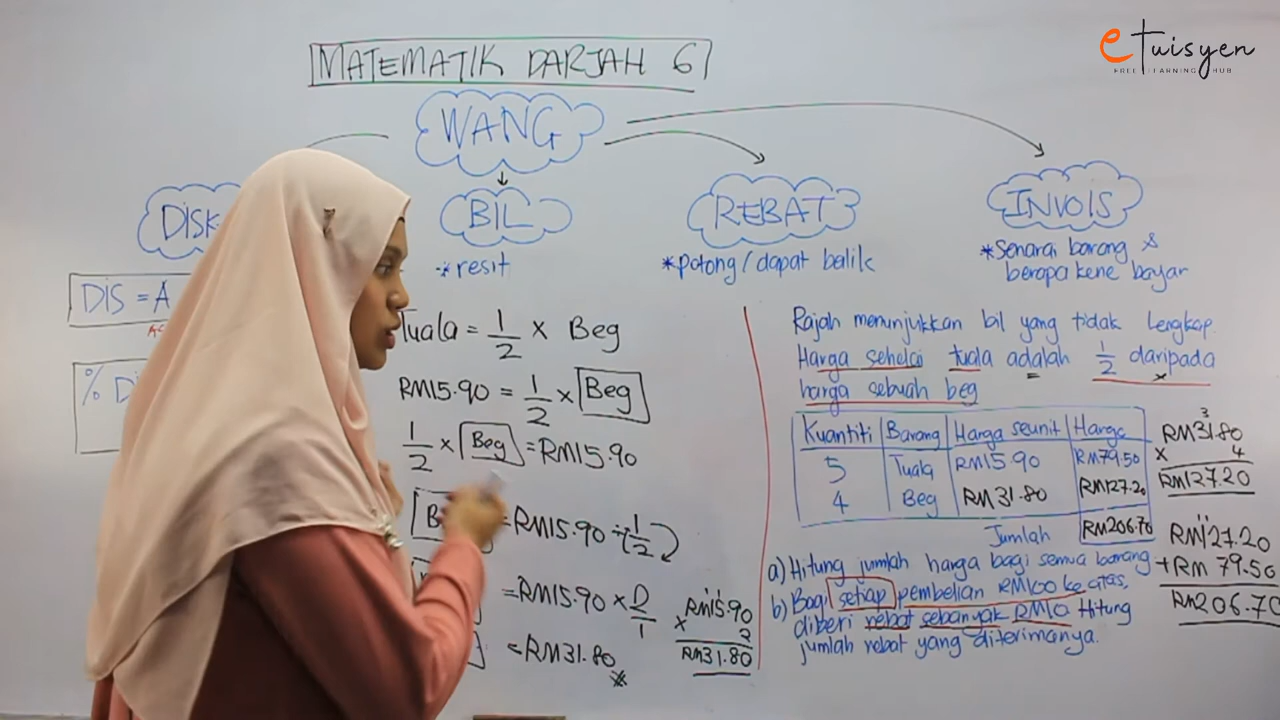 eTuisyen
FREE LEARNING HUB
MATEMATIK DARJAH 6
WANG
DISK
BIL
REBAT
INVOIS
* resit
* potong / dapat balik
* Senarai barang &
berapa kene bayar
DIS = A
% D
Tuala = 1/2 × Beg
RM15.90 = 1/2 × Beg
1/2 × Beg = RM15.90
B = RM15.90 ÷ 1/2
= RM15.90 × 2/1
= RM31.80
RM15.90
× 2
RM31.80
Rajah menunjukkan bil yang tidak lengkap.
Harga sehelai tuala adalah 1/2 daripada
harga sebuah beg
Kuantiti Barang Harga seunit Harga
5 Tuala RM15.90 RM79.50
4 Beg RM31.80 RM127.20
Jumlah RM206.70
RM31.80
× 4
RM127.20
RM127.20
+ RM 79.50
RM206.70
a) Hitung jumlah harga bagi semua barang
b) Bagi setiap pembelian RM100 ke atas,
diberi rebat sebanyak RM10 Hitung
jumlah rebat yang diterimanya.